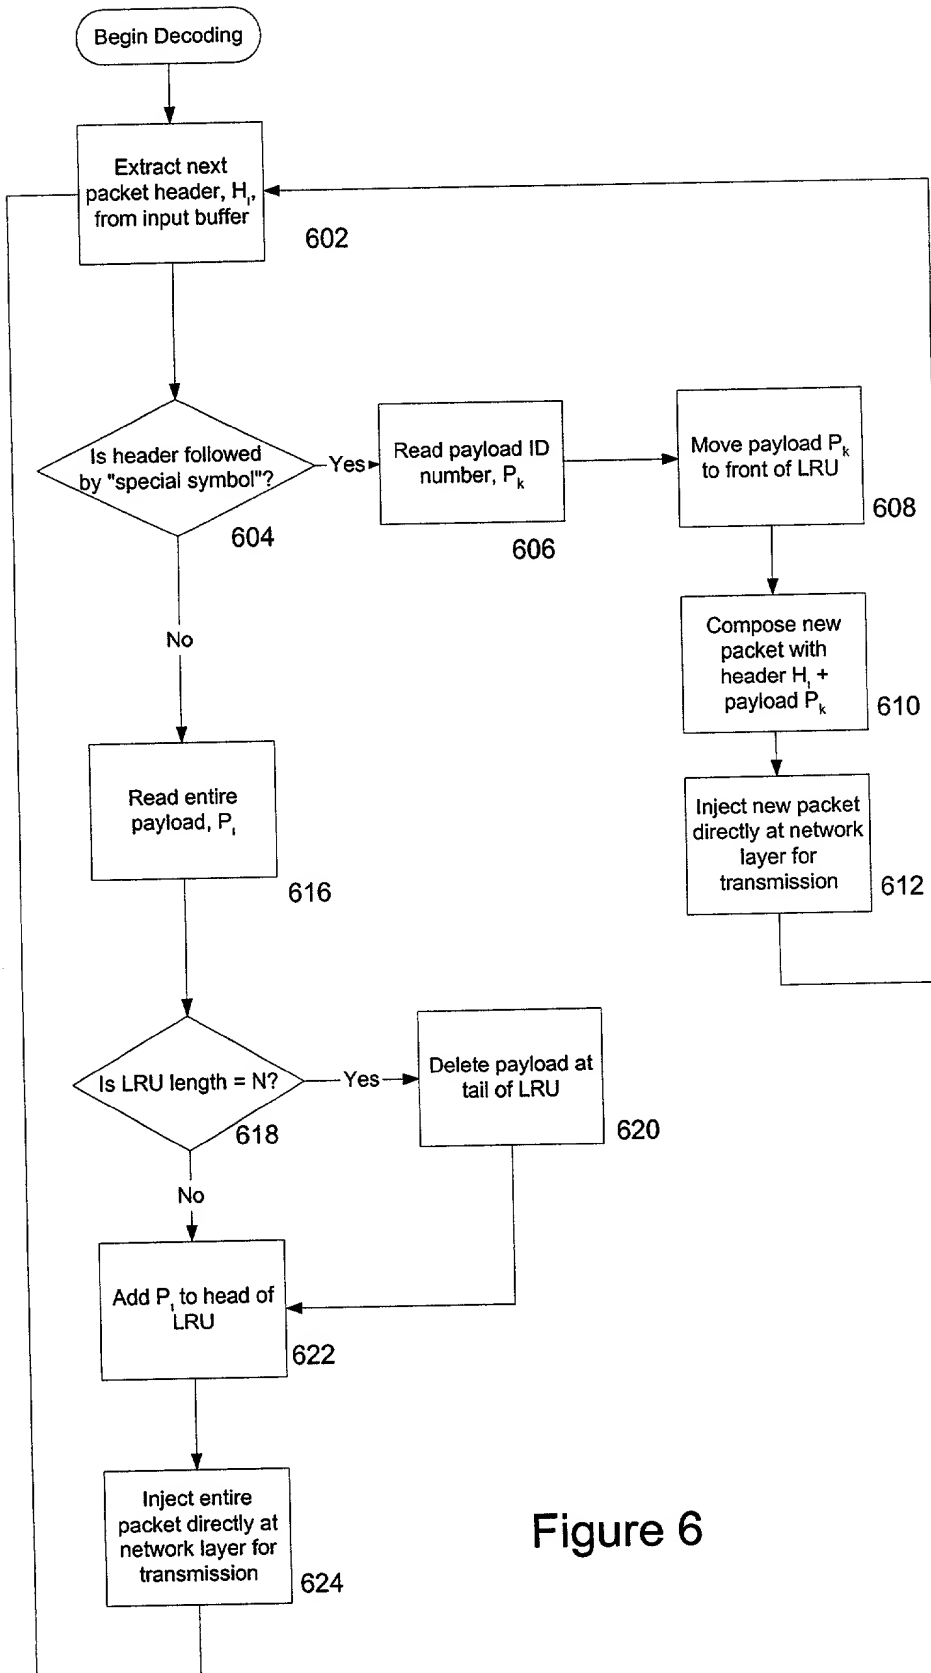 Begin Decoding
Extract next
packet header, Hᵢ,
from input buffer
602
Is header followed
by "special symbol"?
604
Yes
Read payload ID
number, Pₖ
606
Move payload Pₖ
to front of LRU
608
Compose new
packet with
header Hᵢ +
payload Pₖ
610
Inject new packet
directly at network
layer for
transmission
612
No
Read entire
payload, Pᵢ
616
Is LRU length = N?
618
Yes
Delete payload at
tail of LRU
620
No
Add Pᵢ to head of
LRU
622
Inject entire
packet directly at
network layer for
transmission
624
Figure 6